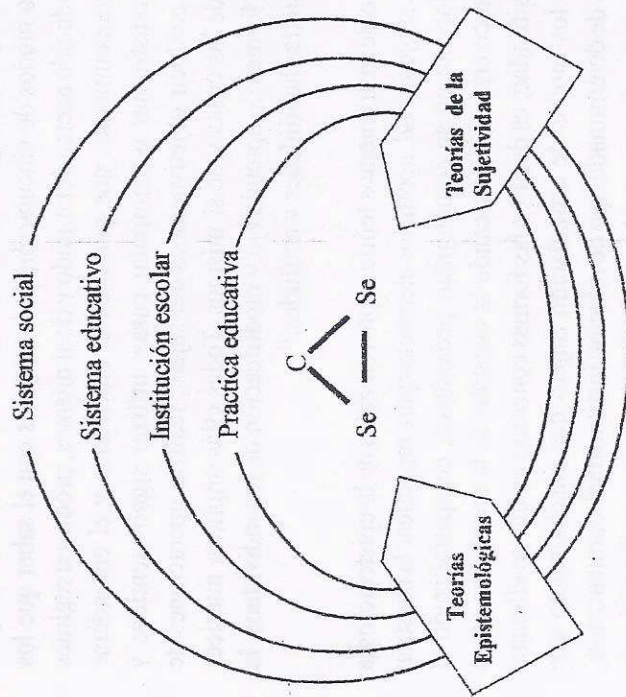 Sistema social
Sistema educativo
Institución escolar
Practica educativa
C
Se Se
Teorías
Epistemológicas
Teorías de la
Sujetividad